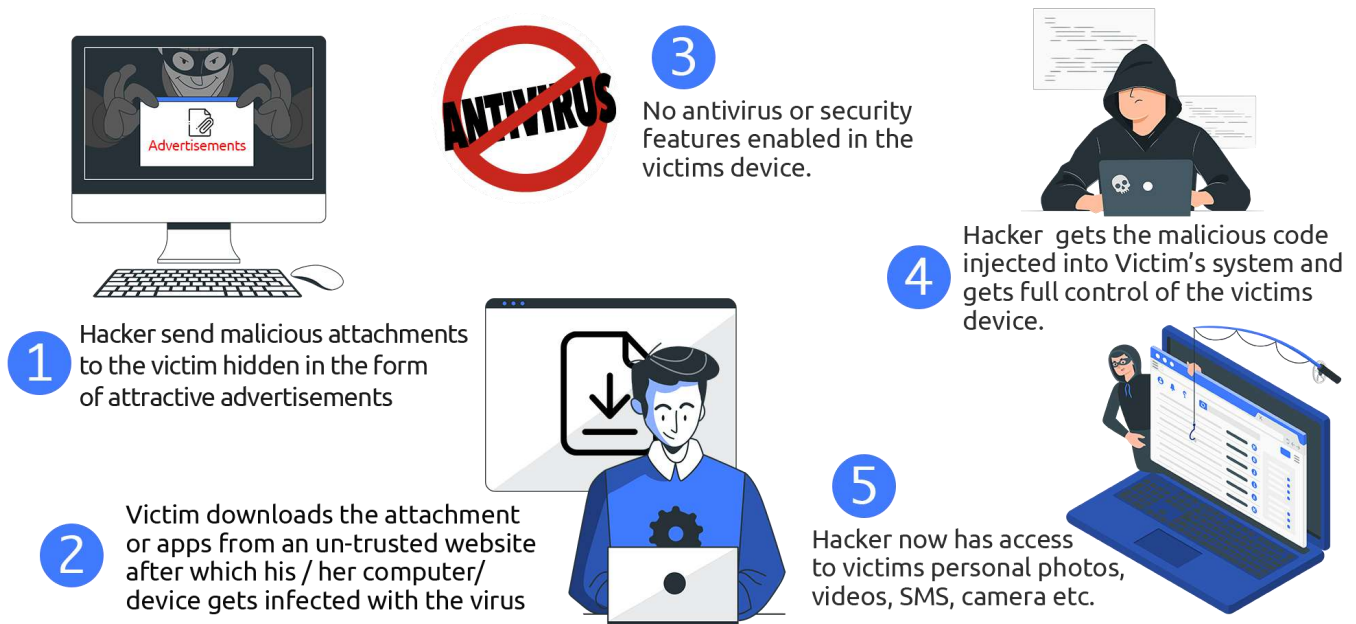 Advertisements
1
Hacker send malicious attachments
to the victim hidden in the form
of attractive advertisements
2
Victim downloads the attachment
or apps from an un-trusted website
after which his / her computer/
device gets infected with the virus
ANTIVIRUS
3
No antivirus or security
features enabled in the
victims device.
4
Hacker gets the malicious code
injected into Victim’s system and
gets full control of the victims
device.
5
Hacker now has access
to victims personal photos,
videos, SMS, camera etc.